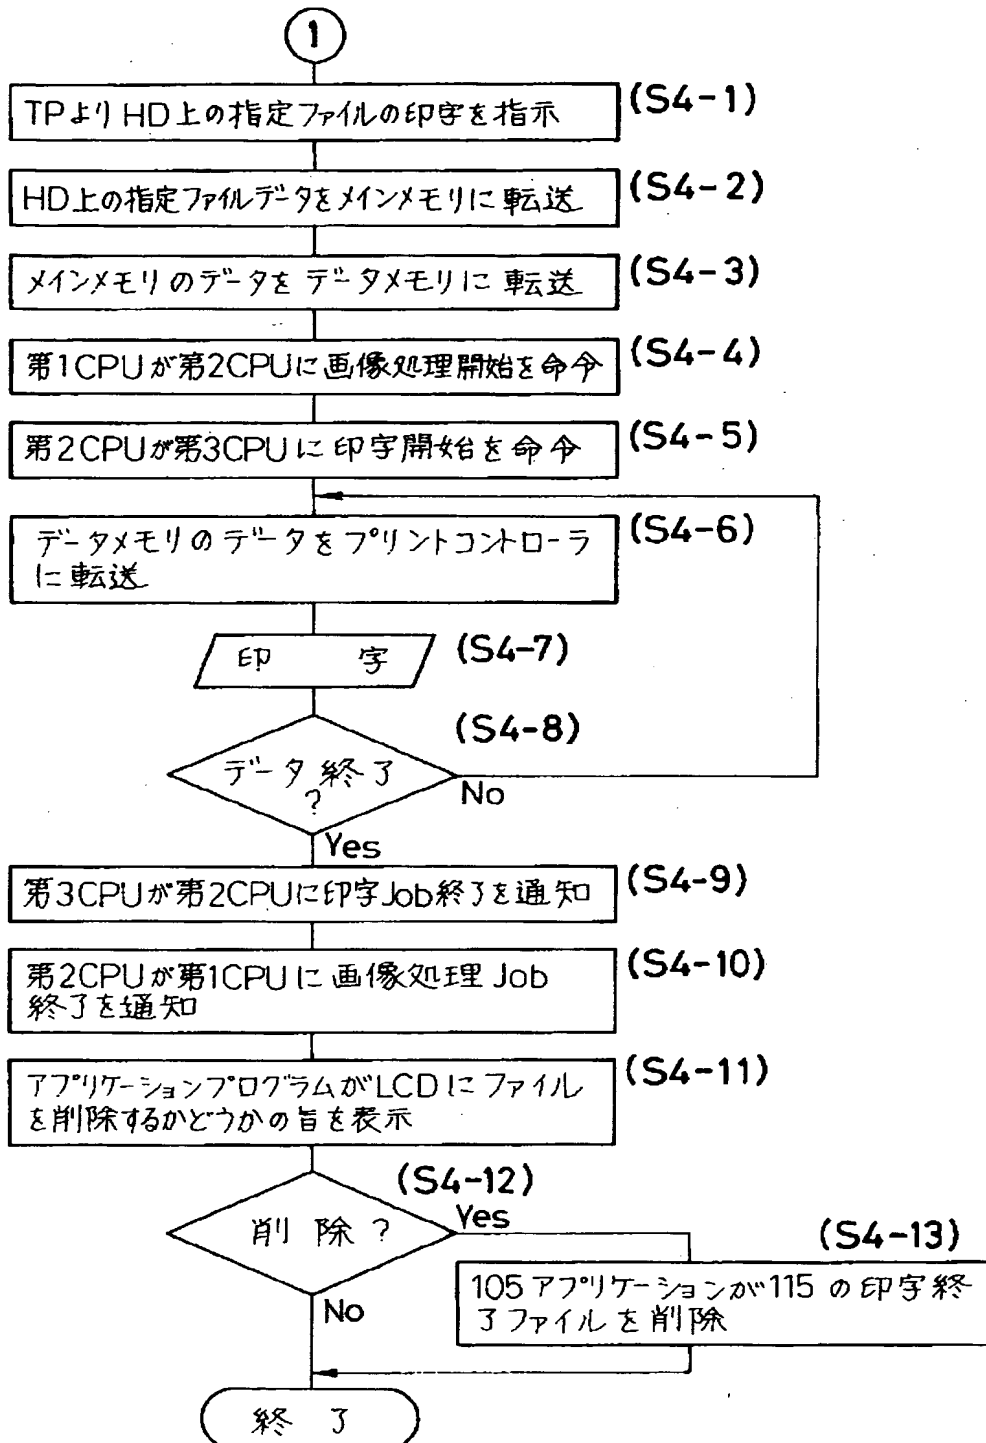 1
TPよりHD上の指定ファイルの印字を指示
(S4-1)
HD上の指定ファイルデータをメインメモリに転送
(S4-2)
メインメモリのデータをデータメモリに転送
(S4-3)
第1CPUが第2CPUに画像処理開始を命令
(S4-4)
第2CPUが第3CPUに印字開始を命令
(S4-5)
データメモリのデータをプリントコントローラ
に転送
(S4-6)
印字
(S4-7)
(S4-8)
データ終了
?
No
Yes
第3CPUが第2CPUに印字Job終了を通知
(S4-9)
第2CPUが第1CPUに画像処理Job
終了を通知
(S4-10)
アプリケーションプログラムがLCDにファイル
を削除するかどうかの旨を表示
(S4-11)
(S4-12)
削除?
Yes
No
(S4-13)
105アプリケーションが115の印字終
了ファイルを削除
終了